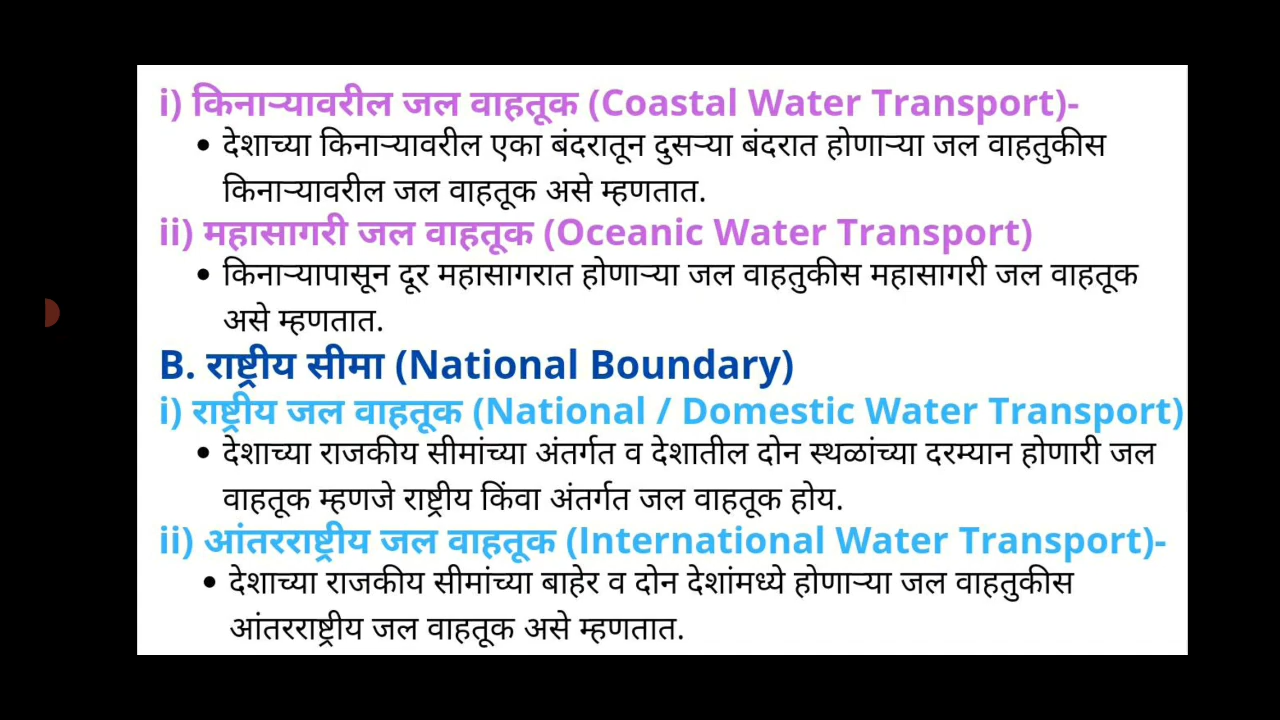 i) किनाऱ्यावरील जल वाहतूक (Coastal Water Transport)-
• देशाच्या किनाऱ्यावरील एका बंदरातून दुसऱ्या बंदरात होणाऱ्या जल वाहतुकीस
किनाऱ्यावरील जल वाहतूक असे म्हणतात.
ii) महासागरी जल वाहतूक (Oceanic Water Transport)
• किनाऱ्यापासून दूर महासागरात होणाऱ्या जल वाहतुकीस महासागरी जल वाहतूक
असे म्हणतात.
B. राष्ट्रीय सीमा (National Boundary)
i) राष्ट्रीय जल वाहतूक (National / Domestic Water Transport)
• देशाच्या राजकीय सीमांच्या अंतर्गत व देशातील दोन स्थळांच्या दरम्यान होणारी जल
वाहतूक म्हणजे राष्ट्रीय किंवा अंतर्गत जल वाहतूक होय.
ii) आंतरराष्ट्रीय जल वाहतूक (International Water Transport)-
• देशाच्या राजकीय सीमांच्या बाहेर व दोन देशांमध्ये होणाऱ्या जल वाहतुकीस
आंतरराष्ट्रीय जल वाहतूक असे म्हणतात.